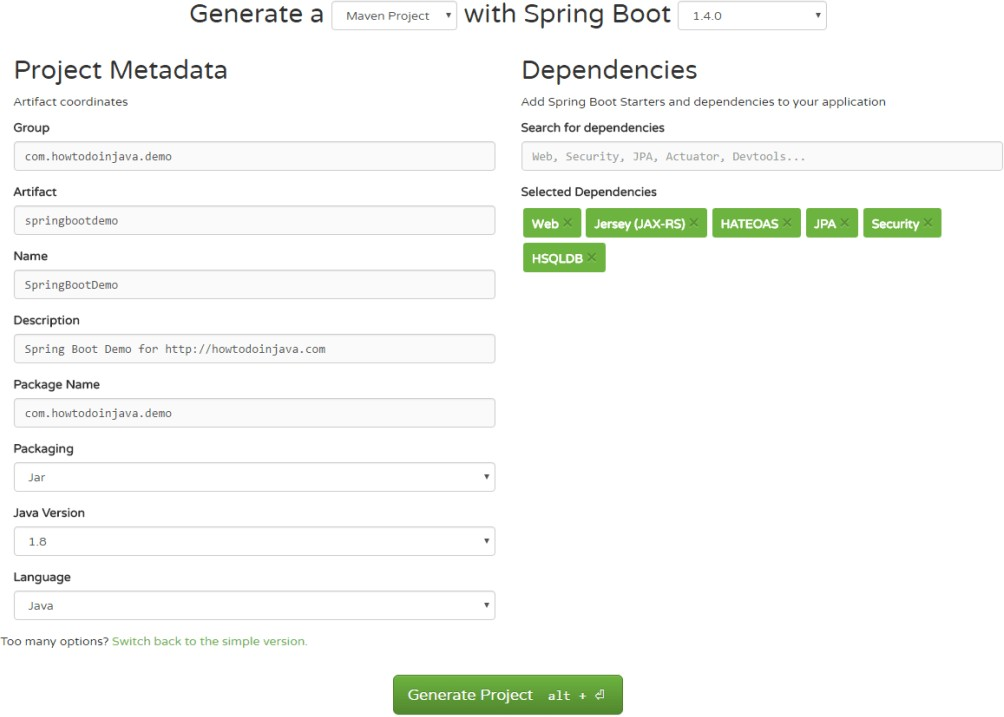 Generate a Maven Project with Spring Boot 1.4.0
Project Metadata
Artifact coordinates
Group
com.howtodoinjava.demo
Artifact
springbootdemo
Name
SpringBootDemo
Description
Spring Boot Demo for http://howtodoinjava.com
Package Name
com.howtodoinjava.demo
Packaging
Jar
Java Version
1.8
Language
Java
Too many options? Switch back to the simple version.
Dependencies
Add Spring Boot Starters and dependencies to your application
Search for dependencies
Web, Security, JPA, Actuator, Devtools...
Selected Dependencies
Web × Jersey (JAX-RS) × HATEOAS × JPA × Security ×
HSQLDB ×
Generate Project alt + ⏎